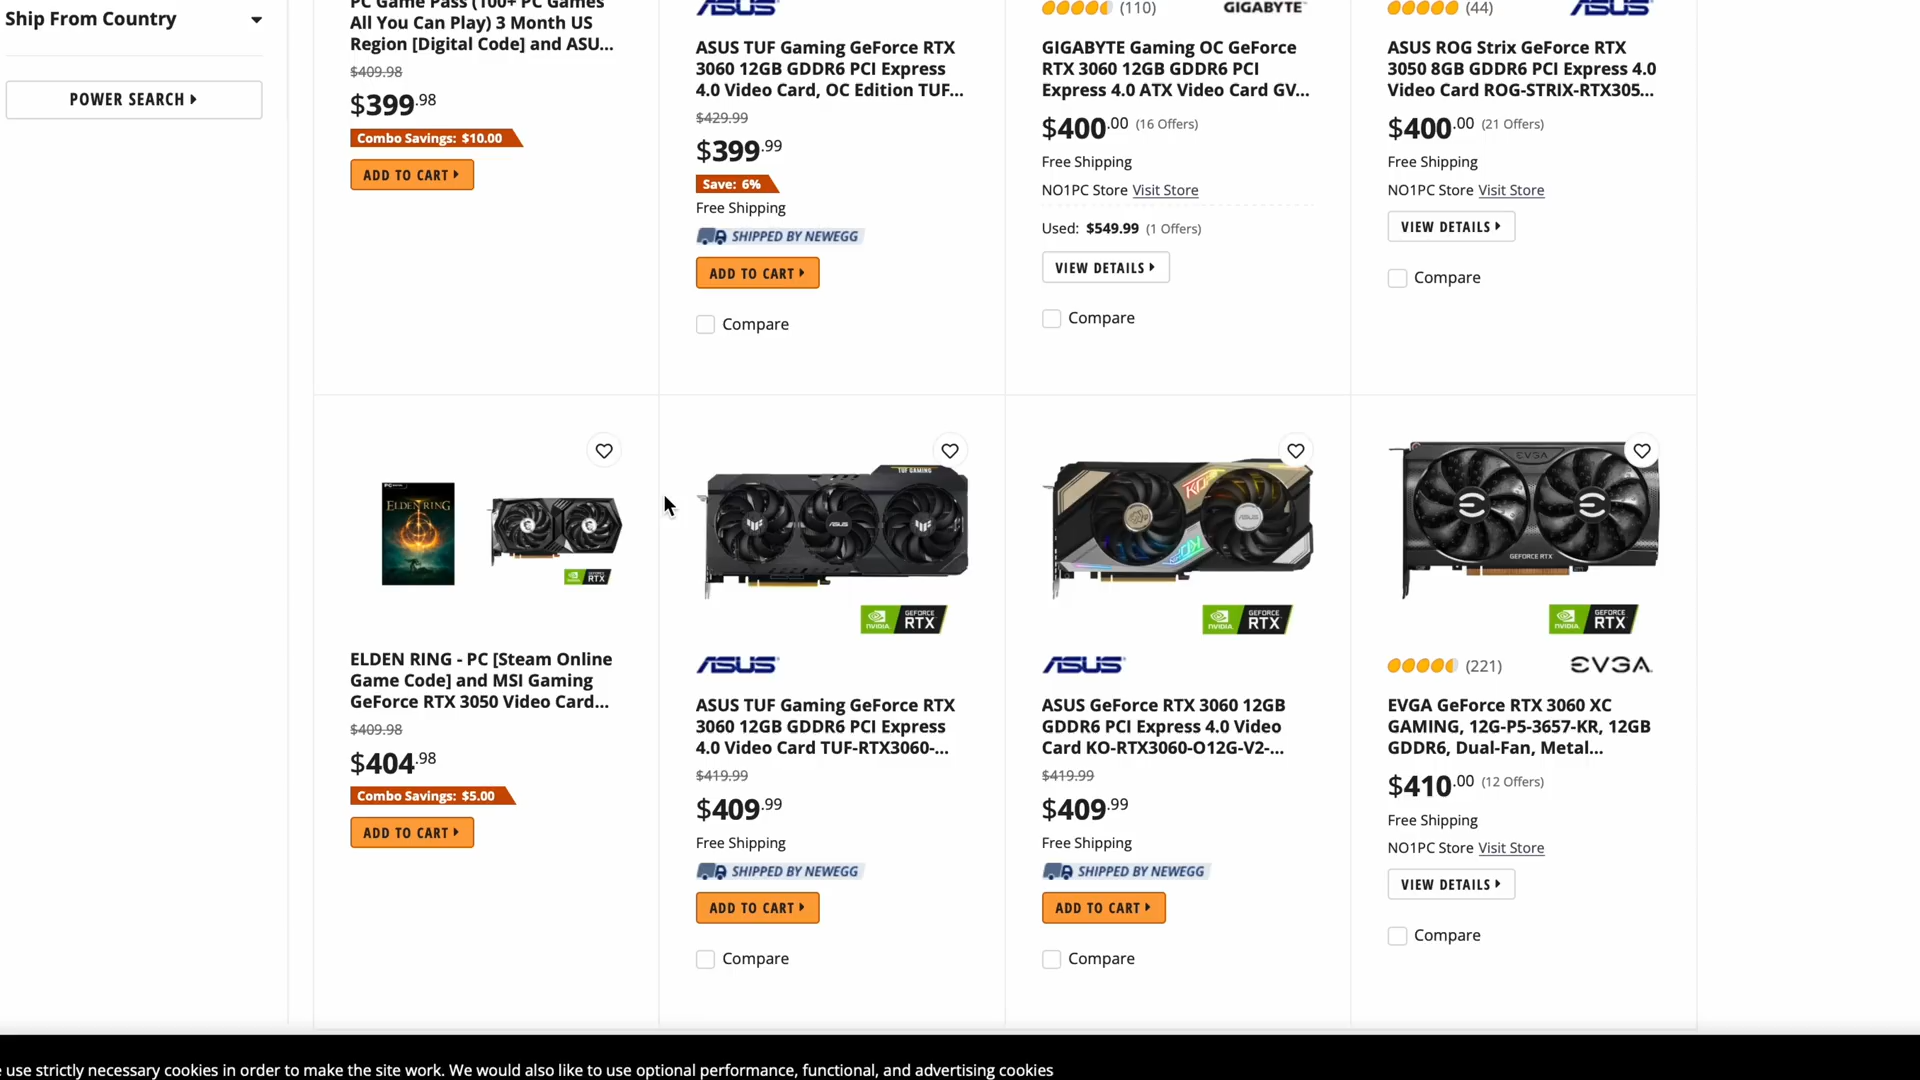 Ship From Country
POWER SEARCH
PC Game Pass (100+ PC Games
All You Can Play) 3 Month US
Region [Digital Code] and ASU...
$409.98
$399.98
Combo Savings: $10.00
ADD TO CART
ASUS
ASUS TUF Gaming GeForce RTX
3060 12GB GDDR6 PCI Express
4.0 Video Card, OC Edition TUF...
$429.99
$399.99
Save: 6%
Free Shipping
SHIPPED BY NEWEGG
ADD TO CART
Compare
(110) GIGABYTE
GIGABYTE Gaming OC GeForce
RTX 3060 12GB GDDR6 PCI
Express 4.0 ATX Video Card GV...
$400.00 (16 Offers)
Free Shipping
NO1PC Store Visit Store
Used: $549.99 (1 Offers)
VIEW DETAILS
Compare
(44) ASUS
ASUS ROG Strix GeForce RTX
3050 8GB GDDR6 PCI Express 4.0
Video Card ROG-STRIX-RTX305...
$400.00 (21 Offers)
Free Shipping
NO1PC Store Visit Store
VIEW DETAILS
Compare
ELDEN RING
GEFORCE RTX
ELDEN RING - PC [Steam Online
Game Code] and MSI Gaming
GeForce RTX 3050 Video Card...
$409.98
$404.98
Combo Savings: $5.00
ADD TO CART
TUF GAMING
ASUS
NVIDIA GEFORCE RTX
ASUS
ASUS TUF Gaming GeForce RTX
3060 12GB GDDR6 PCI Express
4.0 Video Card TUF-RTX3060-...
$419.99
$409.99
Free Shipping
SHIPPED BY NEWEGG
ADD TO CART
Compare
KO
ASUS
NVIDIA GEFORCE RTX
ASUS
ASUS GeForce RTX 3060 12GB
GDDR6 PCI Express 4.0 Video
Card KO-RTX3060-O12G-V2-...
$419.99
$409.99
Free Shipping
SHIPPED BY NEWEGG
ADD TO CART
Compare
EVGA
GEFORCE RTX
NVIDIA GEFORCE RTX
(221) EVGA
EVGA GeForce RTX 3060 XC
GAMING, 12G-P5-3657-KR, 12GB
GDDR6, Dual-Fan, Metal...
$410.00 (12 Offers)
Free Shipping
NO1PC Store Visit Store
VIEW DETAILS
Compare
use strictly necessary cookies in order to make the site work. We would also like to use optional performance, functional, and advertising cookies